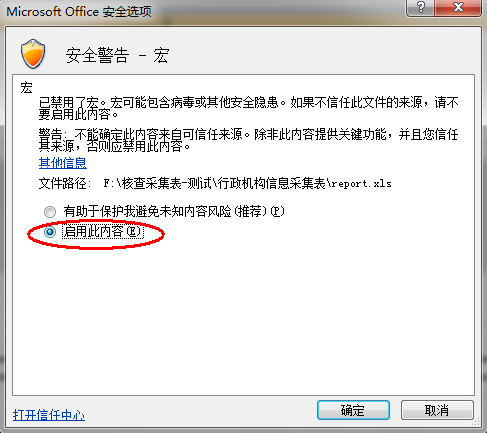 Microsoft Office 安全选项
安全警告 - 宏
宏
已禁用了宏。宏可能包含病毒或其他安全隐患。如果不信任此文件的来源，请不
要启用此内容。
警告: 不能确定此内容来自可信任来源。除非此内容提供关键功能，并且您信任
其来源，否则应禁用此内容。
其他信息
文件路径: F:\核查采集表-测试\行政机构信息采集表\report.xls
有助于保护我避免未知内容风险(推荐)(P)
启用此内容(E)
打开信任中心
确定
取消